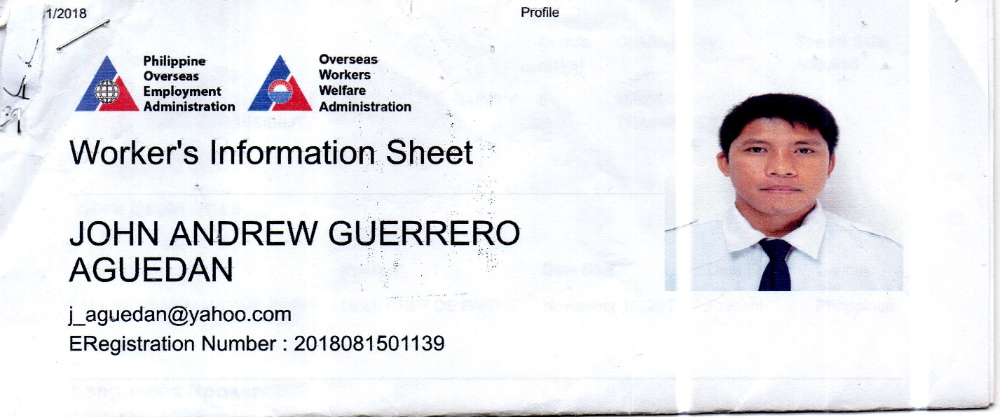 1/2018
Profile
Philippine
Overseas
Employment
Administration
Overseas
Workers
Welfare
Administration
Worker's Information Sheet
JOHN ANDREW GUERRERO
AGUEDAN
j_aguedan@yahoo.com
ERegistration Number : 2018081501139